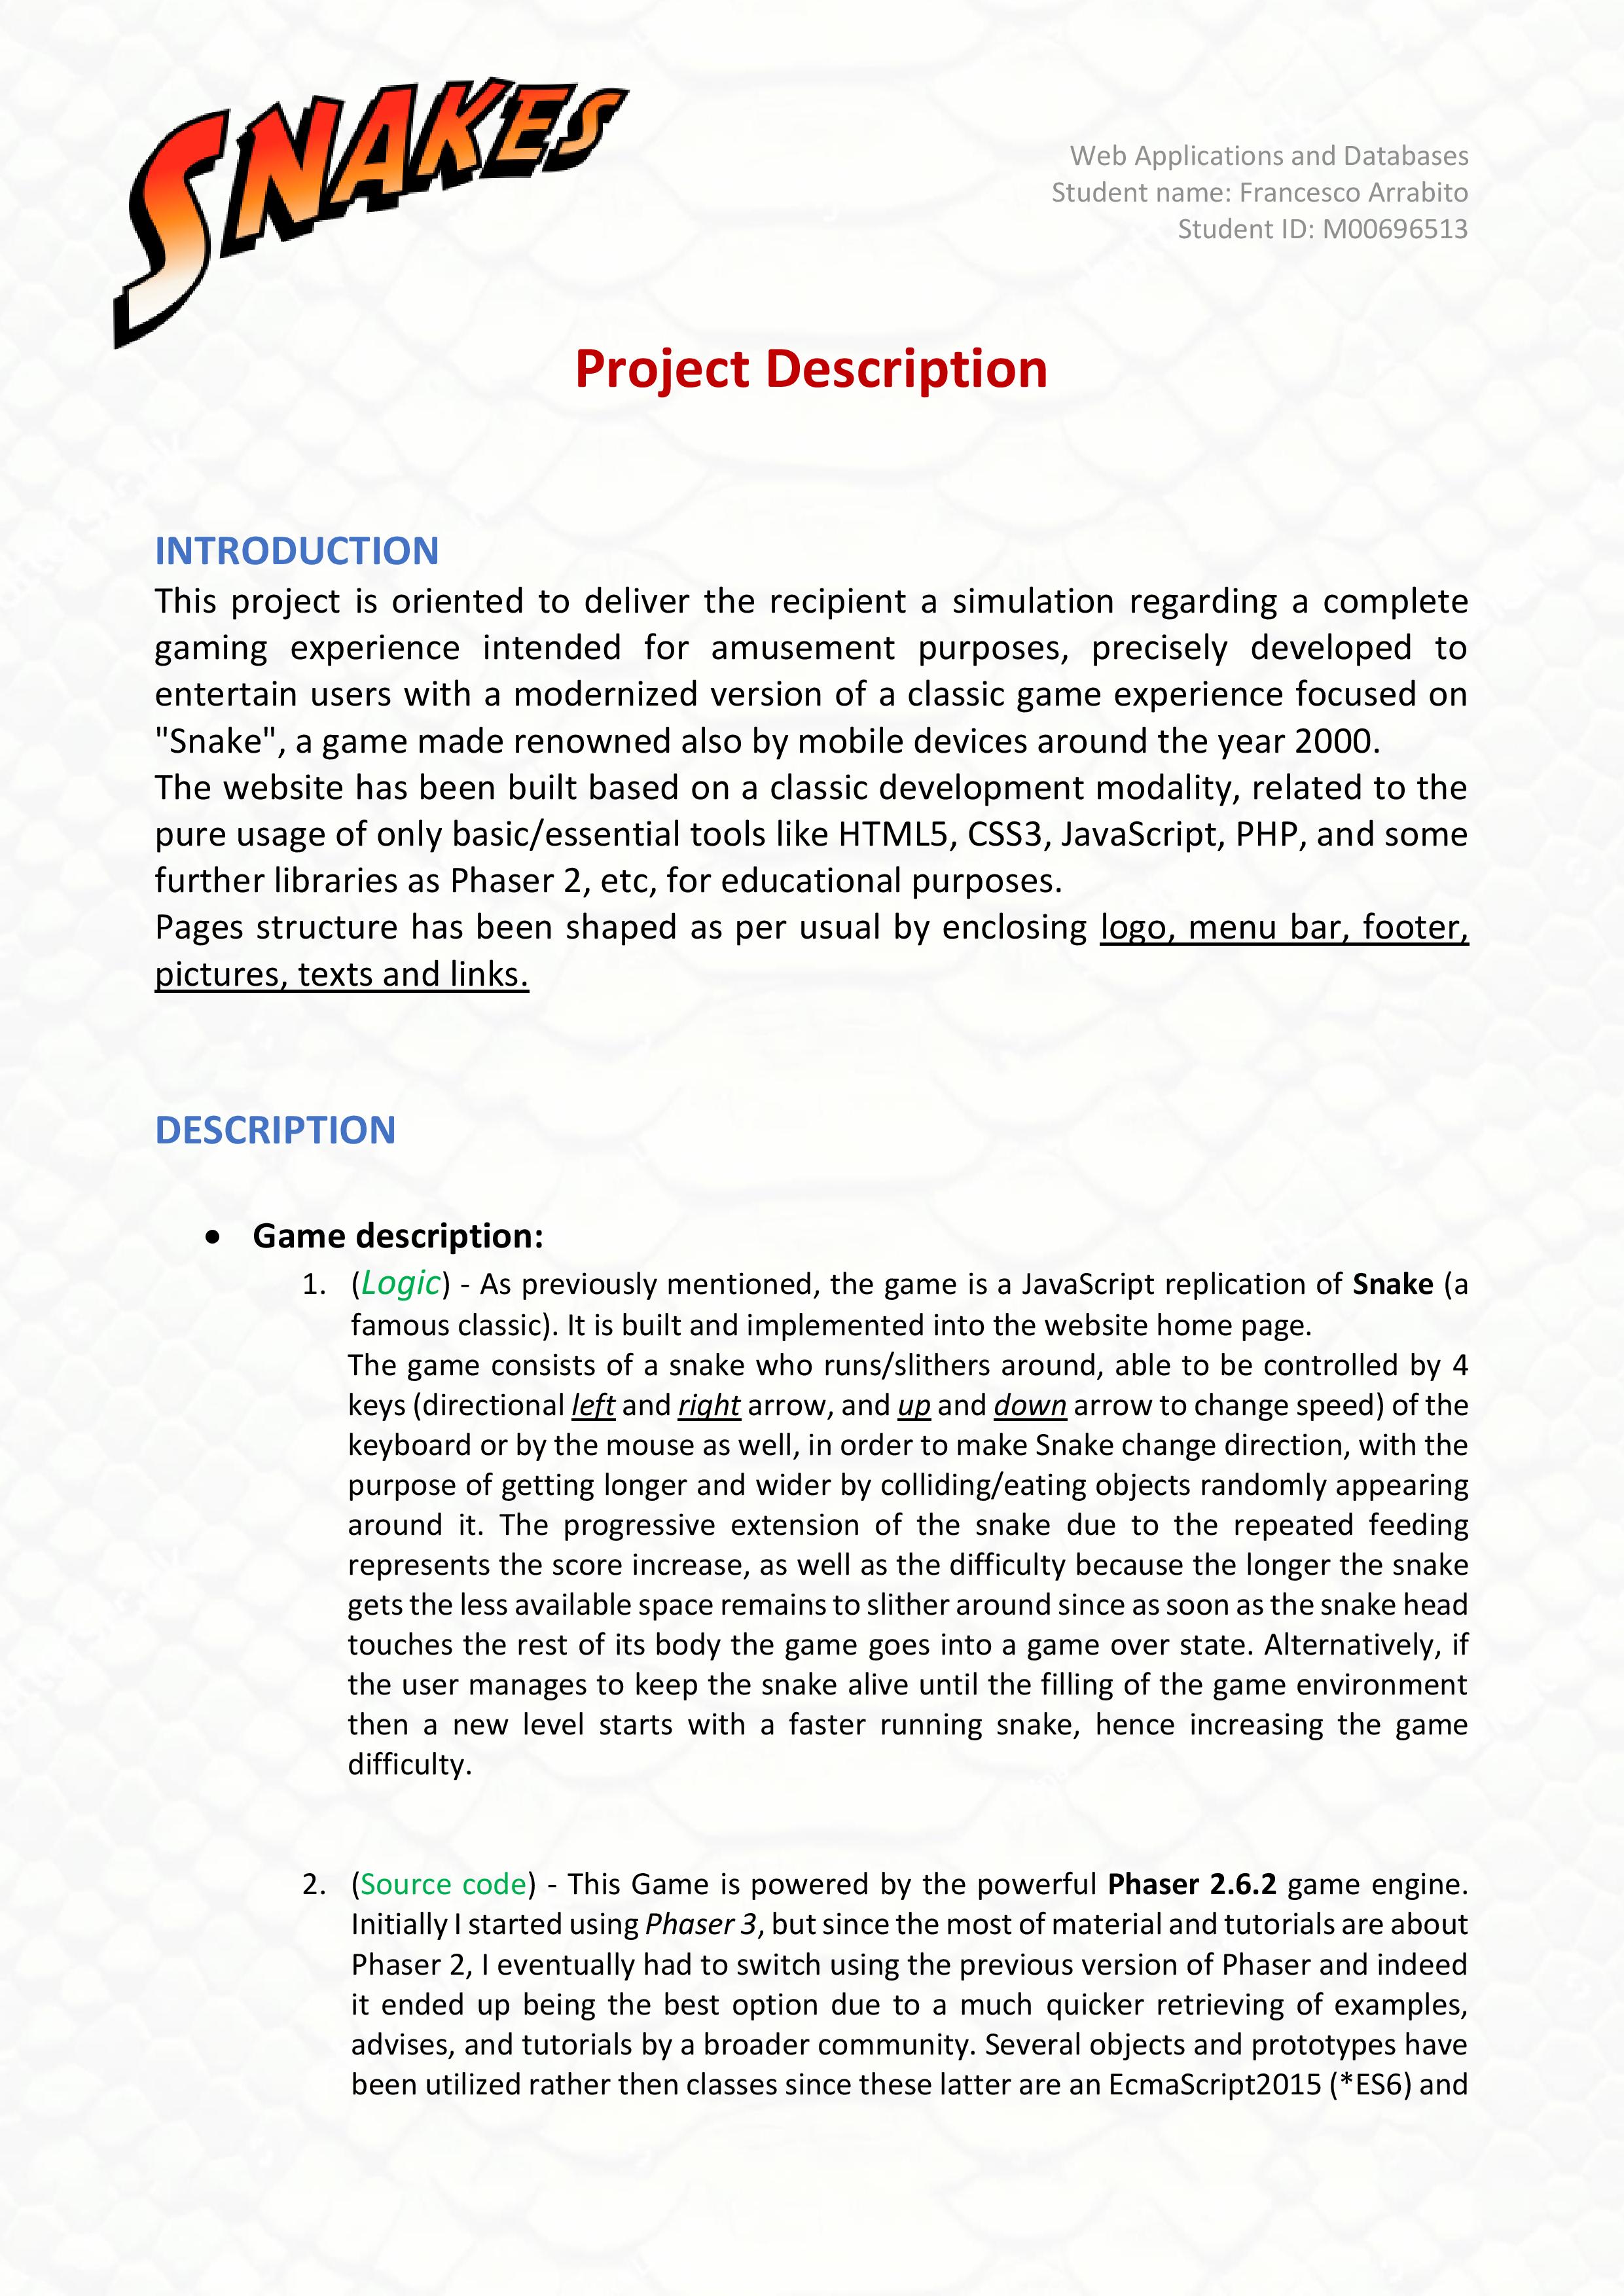 SNAKES
Web Applications and Databases
Student name: Francesco Arrabito
Student ID: M00696513
Project Description
INTRODUCTION
This project is oriented to deliver the recipient a simulation regarding a complete
gaming experience intended for amusement purposes, precisely developed to
entertain users with a modernized version of a classic game experience focused on
"Snake", a game made renowned also by mobile devices around the year 2000.
The website has been built based on a classic development modality, related to the
pure usage of only basic/essential tools like HTML5, CSS3, JavaScript, PHP, and some
further libraries as Phaser 2, etc, for educational purposes.
Pages structure has been shaped as per usual by enclosing logo, menu bar, footer,
pictures, texts and links.
DESCRIPTION
• Game description:
1. (Logic) - As previously mentioned, the game is a JavaScript replication of Snake (a
famous classic). It is built and implemented into the website home page.
The game consists of a snake who runs/slithers around, able to be controlled by 4
keys (directional left and right arrow, and up and down arrow to change speed) of the
keyboard or by the mouse as well, in order to make Snake change direction, with the
purpose of getting longer and wider by colliding/eating objects randomly appearing
around it. The progressive extension of the snake due to the repeated feeding
represents the score increase, as well as the difficulty because the longer the snake
gets the less available space remains to slither around since as soon as the snake head
touches the rest of its body the game goes into a game over state. Alternatively, if
the user manages to keep the snake alive until the filling of the game environment
then a new level starts with a faster running snake, hence increasing the game
difficulty.
2. (Source code) - This Game is powered by the powerful Phaser 2.6.2 game engine.
Initially I started using Phaser 3, but since the most of material and tutorials are about
Phaser 2, I eventually had to switch using the previous version of Phaser and indeed
it ended up being the best option due to a much quicker retrieving of examples,
advises, and tutorials by a broader community. Several objects and prototypes have
been utilized rather then classes since these latter are an EcmaScript2015 (*ES6) and